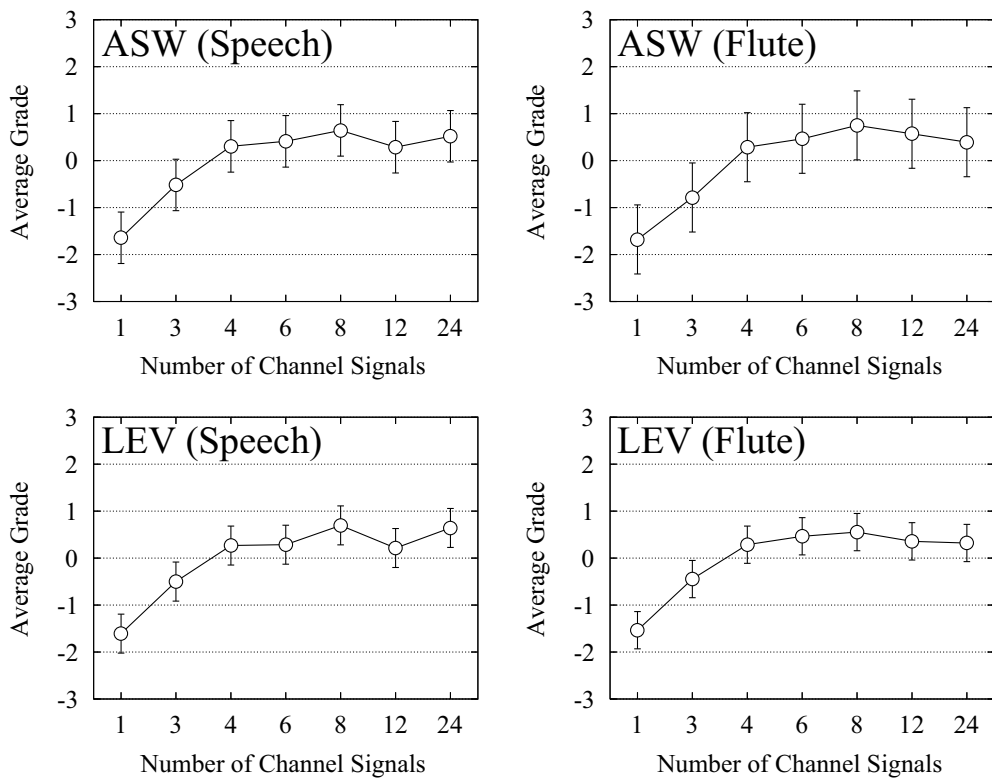 ASW (Speech)
Average Grade
3
2
1
0
-1
-2
-3
1 3 4 6 8 12 24
Number of Channel Signals
ASW (Flute)
Average Grade
3
2
1
0
-1
-2
-3
1 3 4 6 8 12 24
Number of Channel Signals
LEV (Speech)
Average Grade
3
2
1
0
-1
-2
-3
1 3 4 6 8 12 24
Number of Channel Signals
LEV (Flute)
Average Grade
3
2
1
0
-1
-2
-3
1 3 4 6 8 12 24
Number of Channel Signals